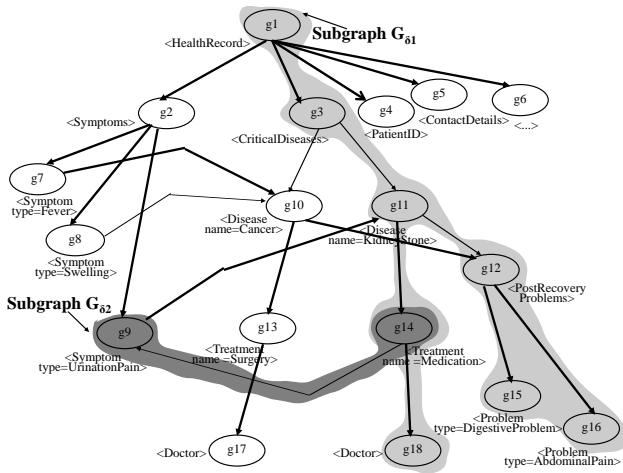 g1
Subgraph Gδ1
<HealthRecord>
g2
g3
g4
g5
g6
<Symptoms>
<CriticalDiseases>
<PatientID>
<ContactDetails>
<...>
g7
<Symptom
type=Fever>
g8
<Symptom
type=Swelling>
g10
<Disease
name=Cancer>
g11
<Disease
name=KidneyStone>
g12
<PostRecovery
Problems>
Subgraph Gδ2
g9
<Symptom
type=UrinationPain>
g13
<Treatment
name =Surgery>
g14
<Treatment
name =Medication>
g15
<Problem
type=DigestiveProblem>
g16
<Problem
type=AbdominalPain>
<Doctor>
g17
<Doctor>
g18